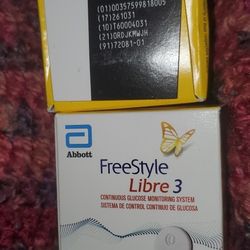 (01)00357599818005
(17)261031
(10)T60004031
(21)0RDJKMWJH
(91)72081-01
Abbott
FreeStyle
Libre 3
CONTINUOUS GLUCOSE MONITORING SYSTEM
SISTEMA DE CONTROL CONTINUO DE GLUCOSA